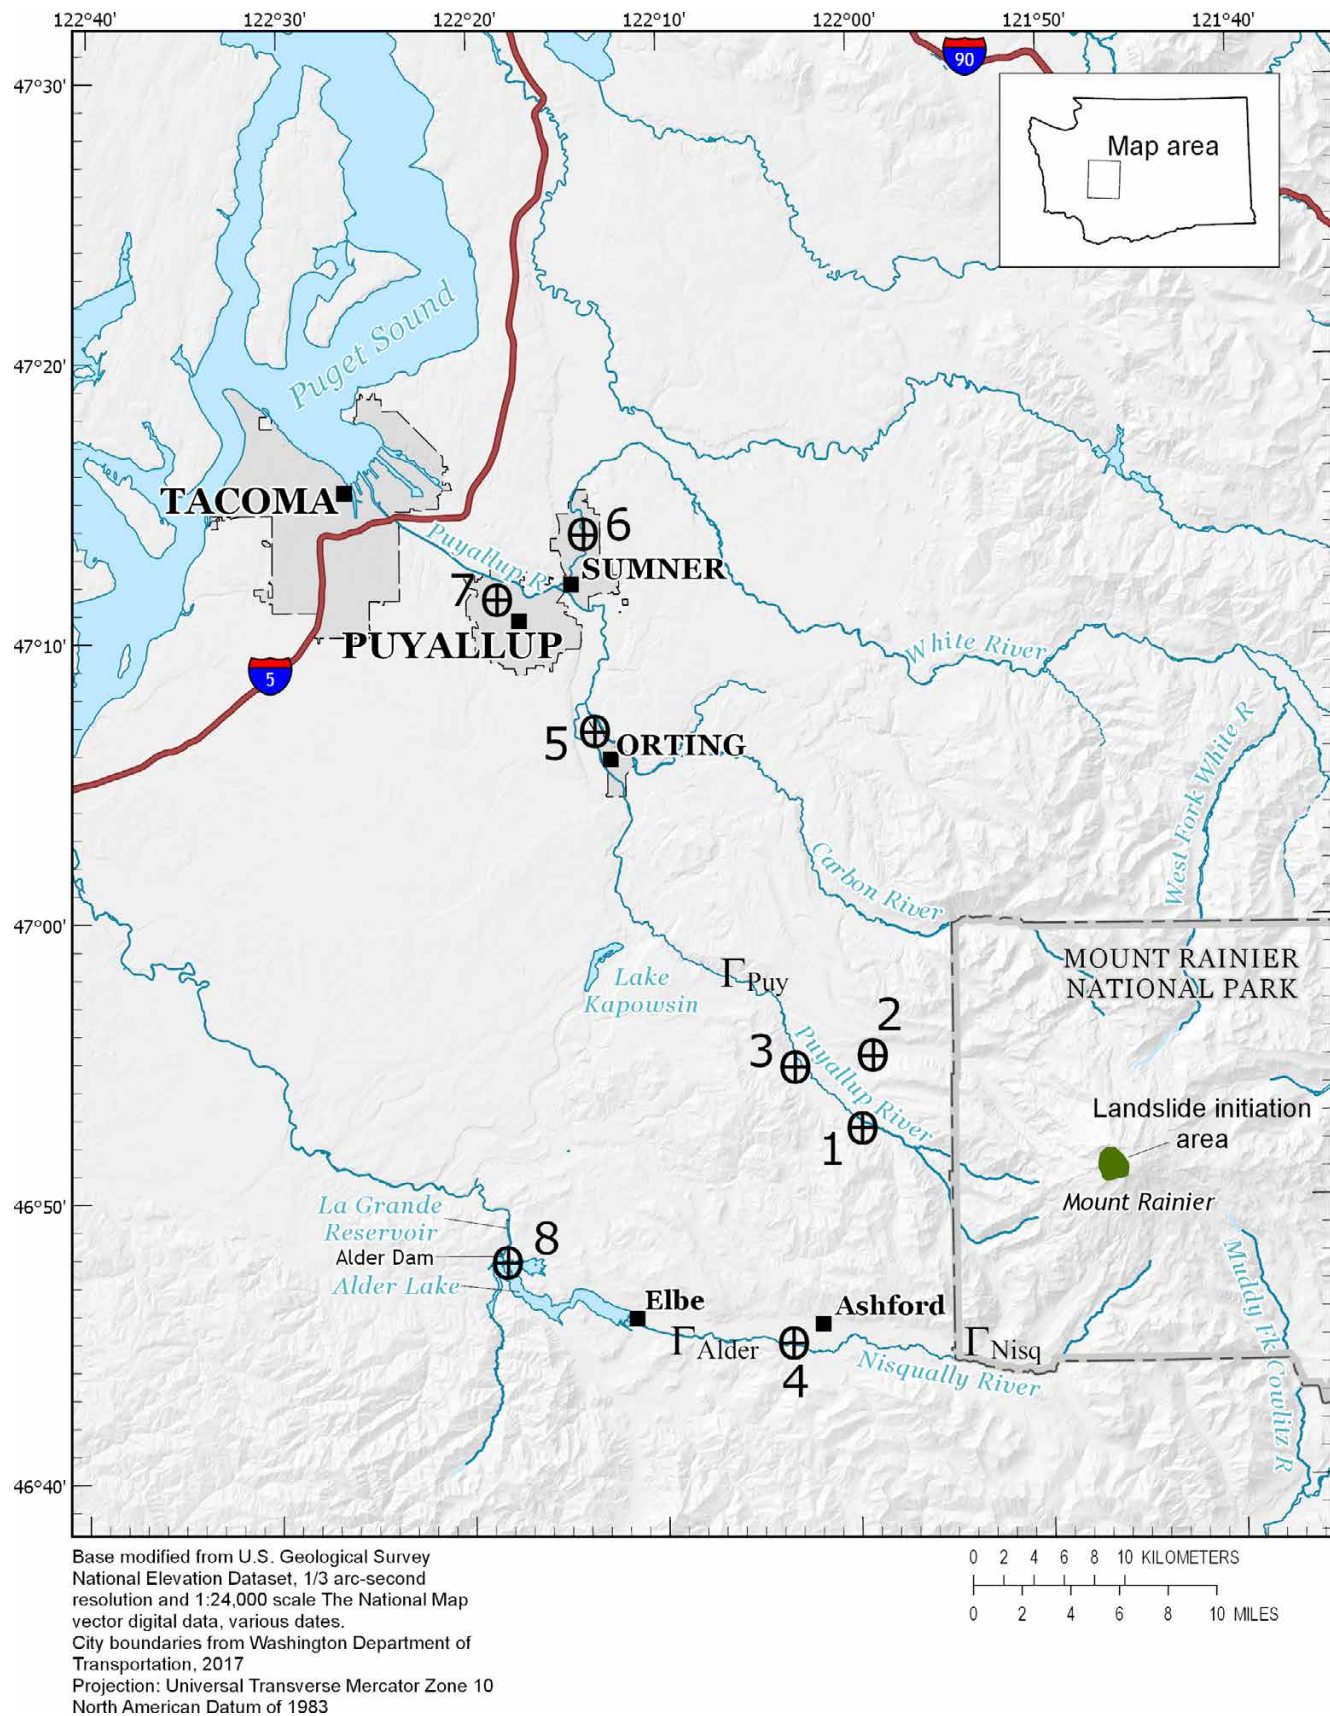 122°40' 122°30' 122°20' 122°10' 122°00' 121°50' 121°40'
47°30'
90
Map area
Puget Sound
47°20'
TACOMA
6
Puyallup R
SUMNER
7
PUYALLUP
47°10'
White River
5
5
ORTING
West Fork White R
Carbon River
47°00'
MOUNT RAINIER
NATIONAL PARK
Γ Puy
Lake
Kapowsin
2
3
Puyallup River
1
Landslide initiation
area
Mount Rainier
46°50'
La Grande
Reservoir
8
Alder Dam
Alder Lake
Muddy Fk Cowlitz R
Elbe
Ashford
Γ Alder
Γ Nisq
4
Nisqually River
46°40'
Base modified from U.S. Geological Survey
National Elevation Dataset, 1/3 arc-second
resolution and 1:24,000 scale The National Map
vector digital data, various dates.
City boundaries from Washington Department of
Transportation, 2017
Projection: Universal Transverse Mercator Zone 10
North American Datum of 1983
0 2 4 6 8 10 KILOMETERS
0 2 4 6 8 10 MILES